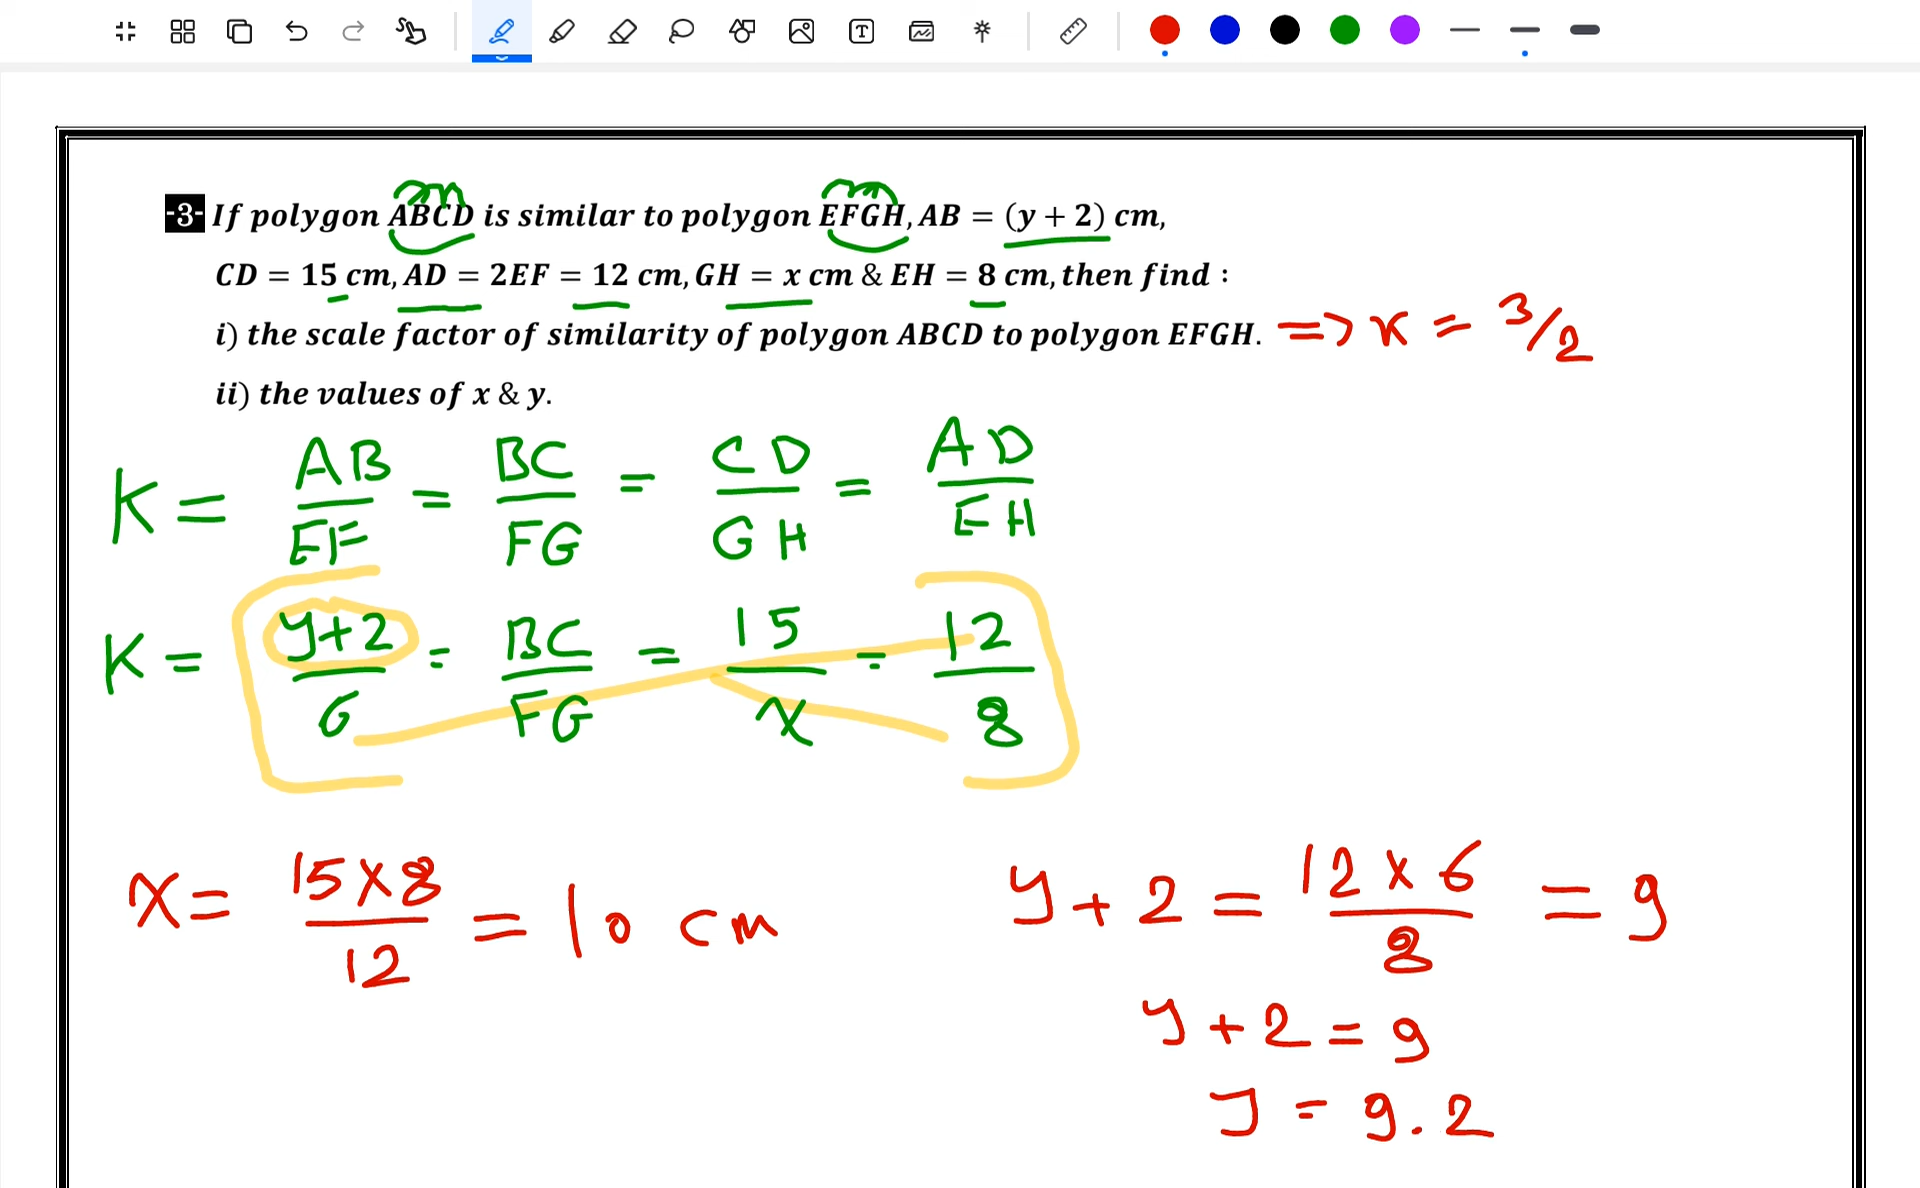 -3- If polygon ABCD is similar to polygon EFGH, AB = (y + 2) cm,
CD = 15 cm, AD = 2EF = 12 cm, GH = x cm & EH = 8 cm, then find :
i) the scale factor of similarity of polygon ABCD to polygon EFGH. => K = 3/2
ii) the values of x & y.
K = AB/EF = BC/FG = CD/GH = AD/EH
K = y+2/6 = BC/FG = 15/x = 12/8
x = 15×8/12 = 10 cm
y + 2 = 12 × 6/8 = 9
y + 2 = 9
y = 9.2